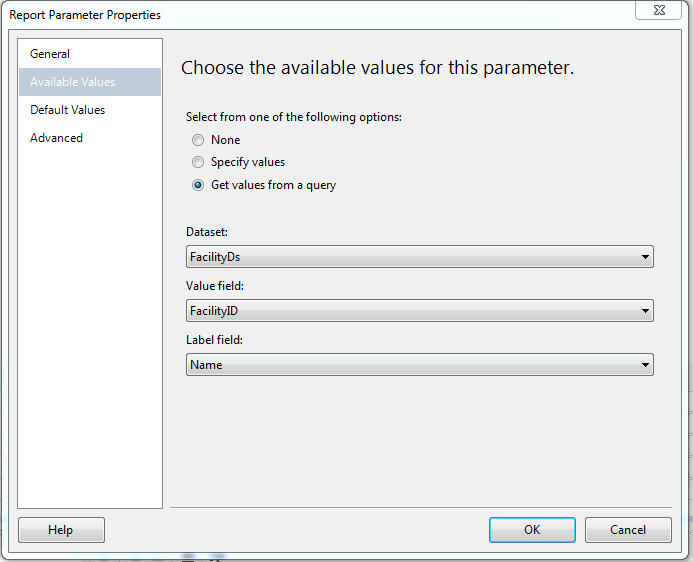 Report Parameter Properties
General
Available Values
Default Values
Advanced
Choose the available values for this parameter.
Select from one of the following options:
None
Specify values
Get values from a query
Dataset:
FacilityDs
Value field:
FacilityID
Label field:
Name
Help
OK
Cancel